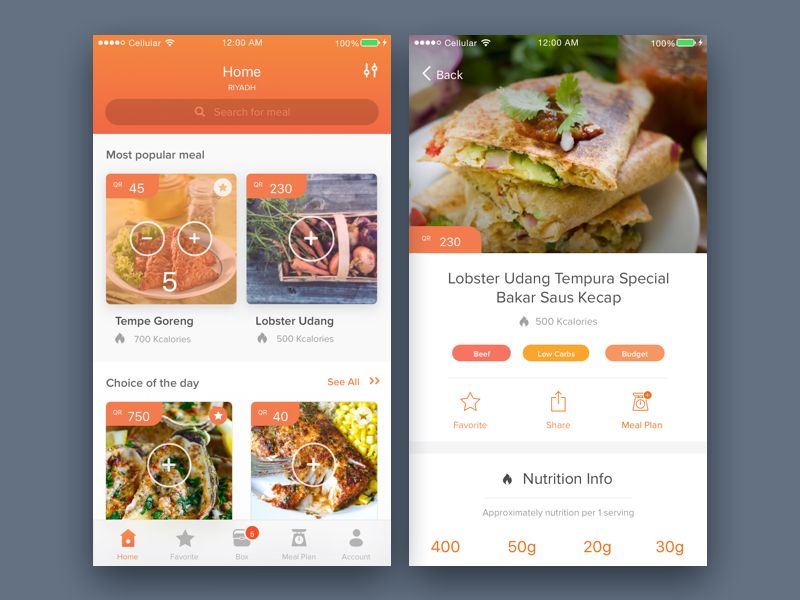 Cellular 12:00 AM 100%
Home
RIYADH
Search for meal
Most popular meal
QR 45
QR 230
5
Tempe Goreng
Lobster Udang
700 Kcalories
500 Kcalories
Choice of the day
See All
QR 750
QR 40
5
Home
Favorite
Box
Meal Plan
Account
Cellular 12:00 AM 100%
Back
QR 230
Lobster Udang Tempura Special
Bakar Saus Kecap
500 Kcalories
Beef
Low Carbs
Budget
Favorite
Share
Meal Plan
Nutrition Info
Approximately nutrition per 1 serving
400 50g 20g 30g